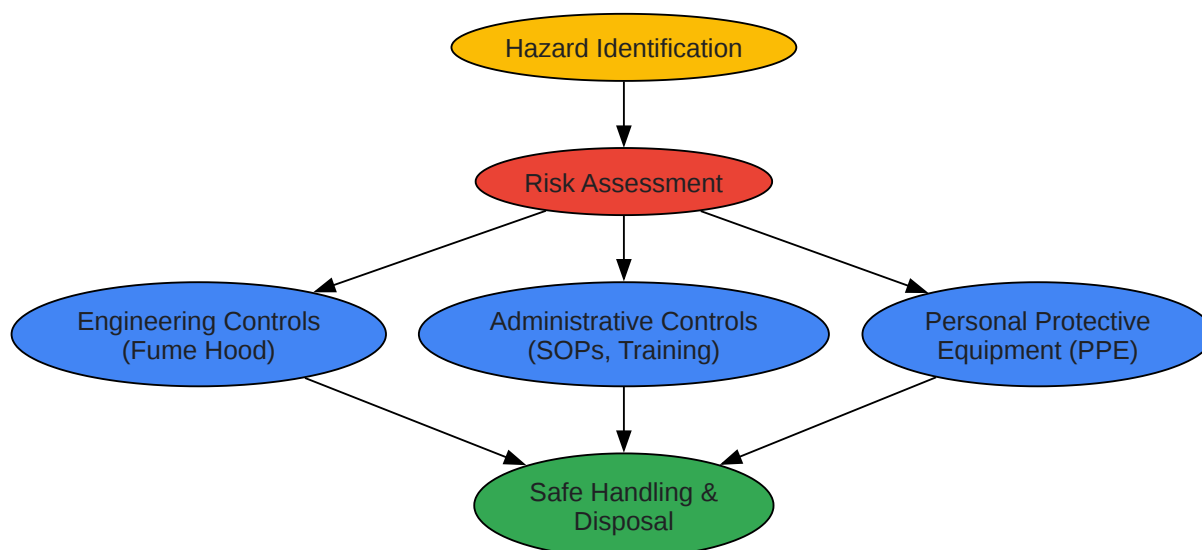 Hazard Identification
Risk Assessment
Engineering Controls
(Fume Hood)
Administrative Controls
(SOPs, Training)
Personal Protective
Equipment (PPE)
Safe Handling &
Disposal